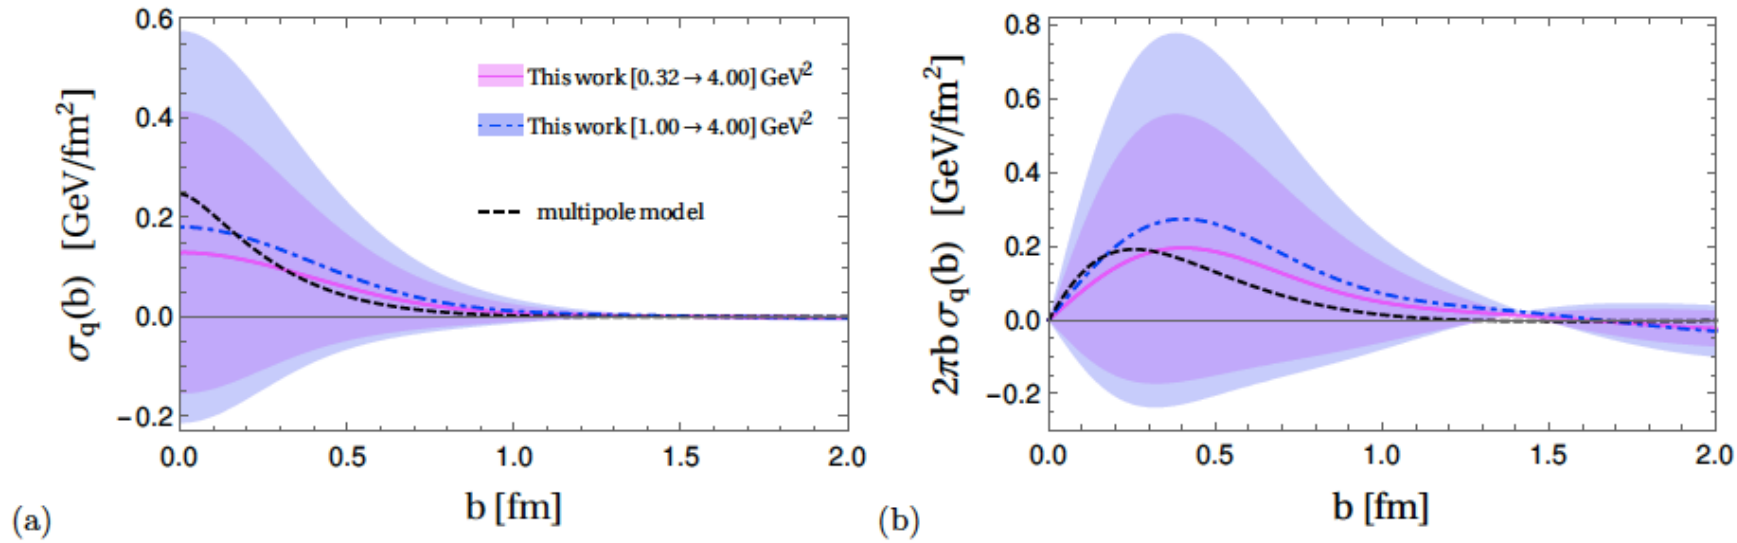 0.6
0.4
0.2
0.0
−0.2
σq(b) [GeV/fm²]
This work [0.32 → 4.00] GeV²
This work [1.00 → 4.00] GeV²
multipole model
0.0 0.5 1.0 1.5 2.0
b [fm]
(a)
0.8
0.6
0.4
0.2
0.0
−0.2
2πb σq(b) [GeV/fm²]
0.0 0.5 1.0 1.5 2.0
b [fm]
(b)